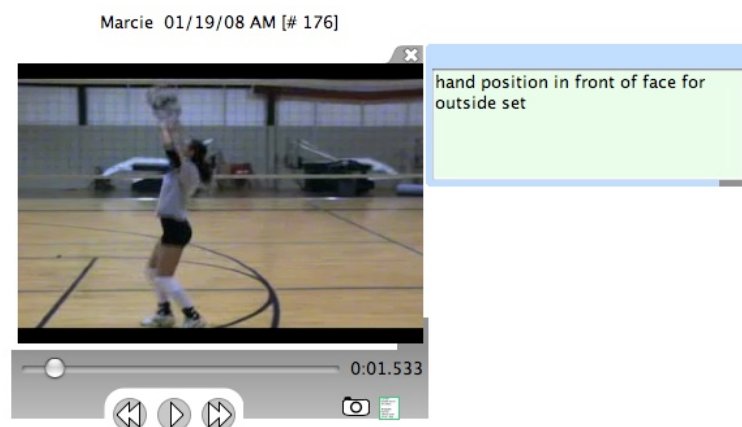 Marcie 01/19/08 AM [# 176]
hand position in front of face for
outside set
0:01.533